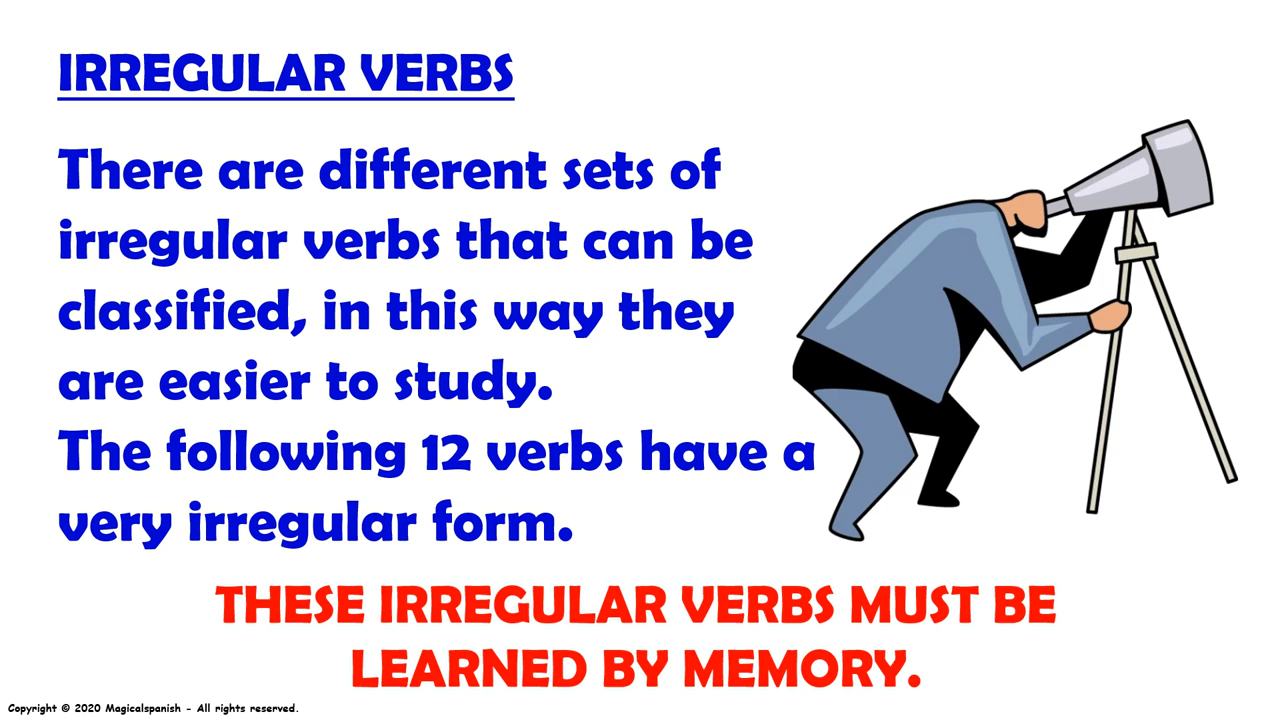 IRREGULAR VERBS
There are different sets of
irregular verbs that can be
classified, in this way they
are easier to study.
The following 12 verbs have a
very irregular form.
THESE IRREGULAR VERBS MUST BE
LEARNED BY MEMORY.
Copyright © 2020 Magicalspanish - All rights reserved.